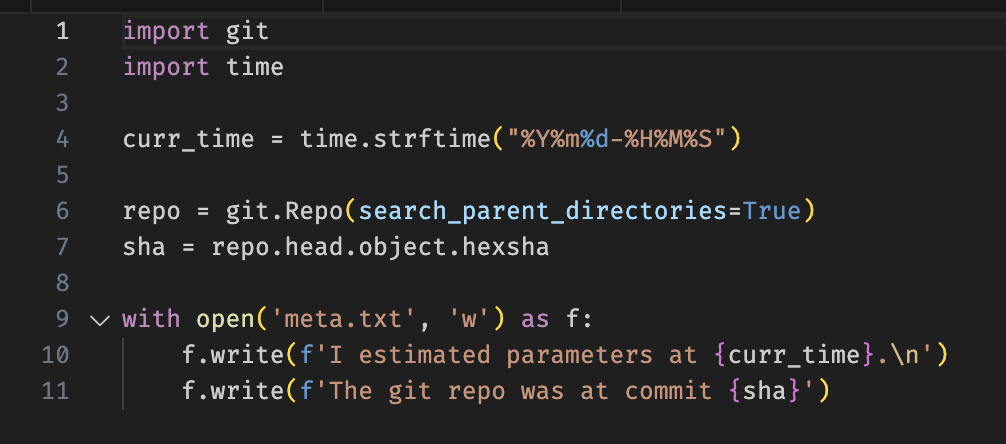 1 import git
2 import time
3
4 curr_time = time.strftime("%Y%m%d-%H%M%S")
5
6 repo = git.Repo(search_parent_directories=True)
7 sha = repo.head.object.hexsha
8
9 with open('meta.txt', 'w') as f:
10     f.write(f'I estimated parameters at {curr_time}.\n')
11     f.write(f'The git repo was at commit {sha}')